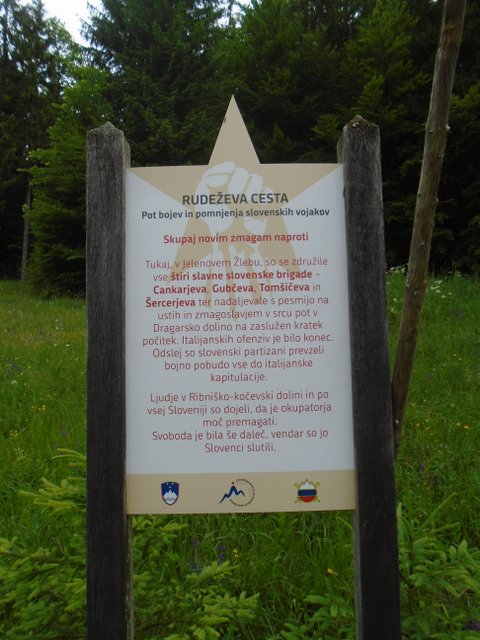 RUDEŽEVA CESTA
Pot bojev in pomnjenja slovenskih vojakov
Skupaj novim zmagam naproti
Tukaj, v Jelenovem Žlebu, so se združile
vse štiri slavne slovenske brigade –
Cankarjeva, Gubčeva, Tomšičeva in
Šercerjeva ter nadaljevale s pesmijo na
ustih in zmagoslavjem v srcu pot v
Dragarsko dolino na zaslužen kratek
počitek. Italijanskih ofenziv je bilo konec.
Odslej so slovenski partizani prevzeli
bojno pobudo vse do italijanske
kapitulacije.
Ljudje v Ribniško-kočevski dolini in po
vsej Sloveniji so dojeli, da je okupatorja
moč premagati.
Svoboda je bila še daleč, vendar so jo
Slovenci slutili.